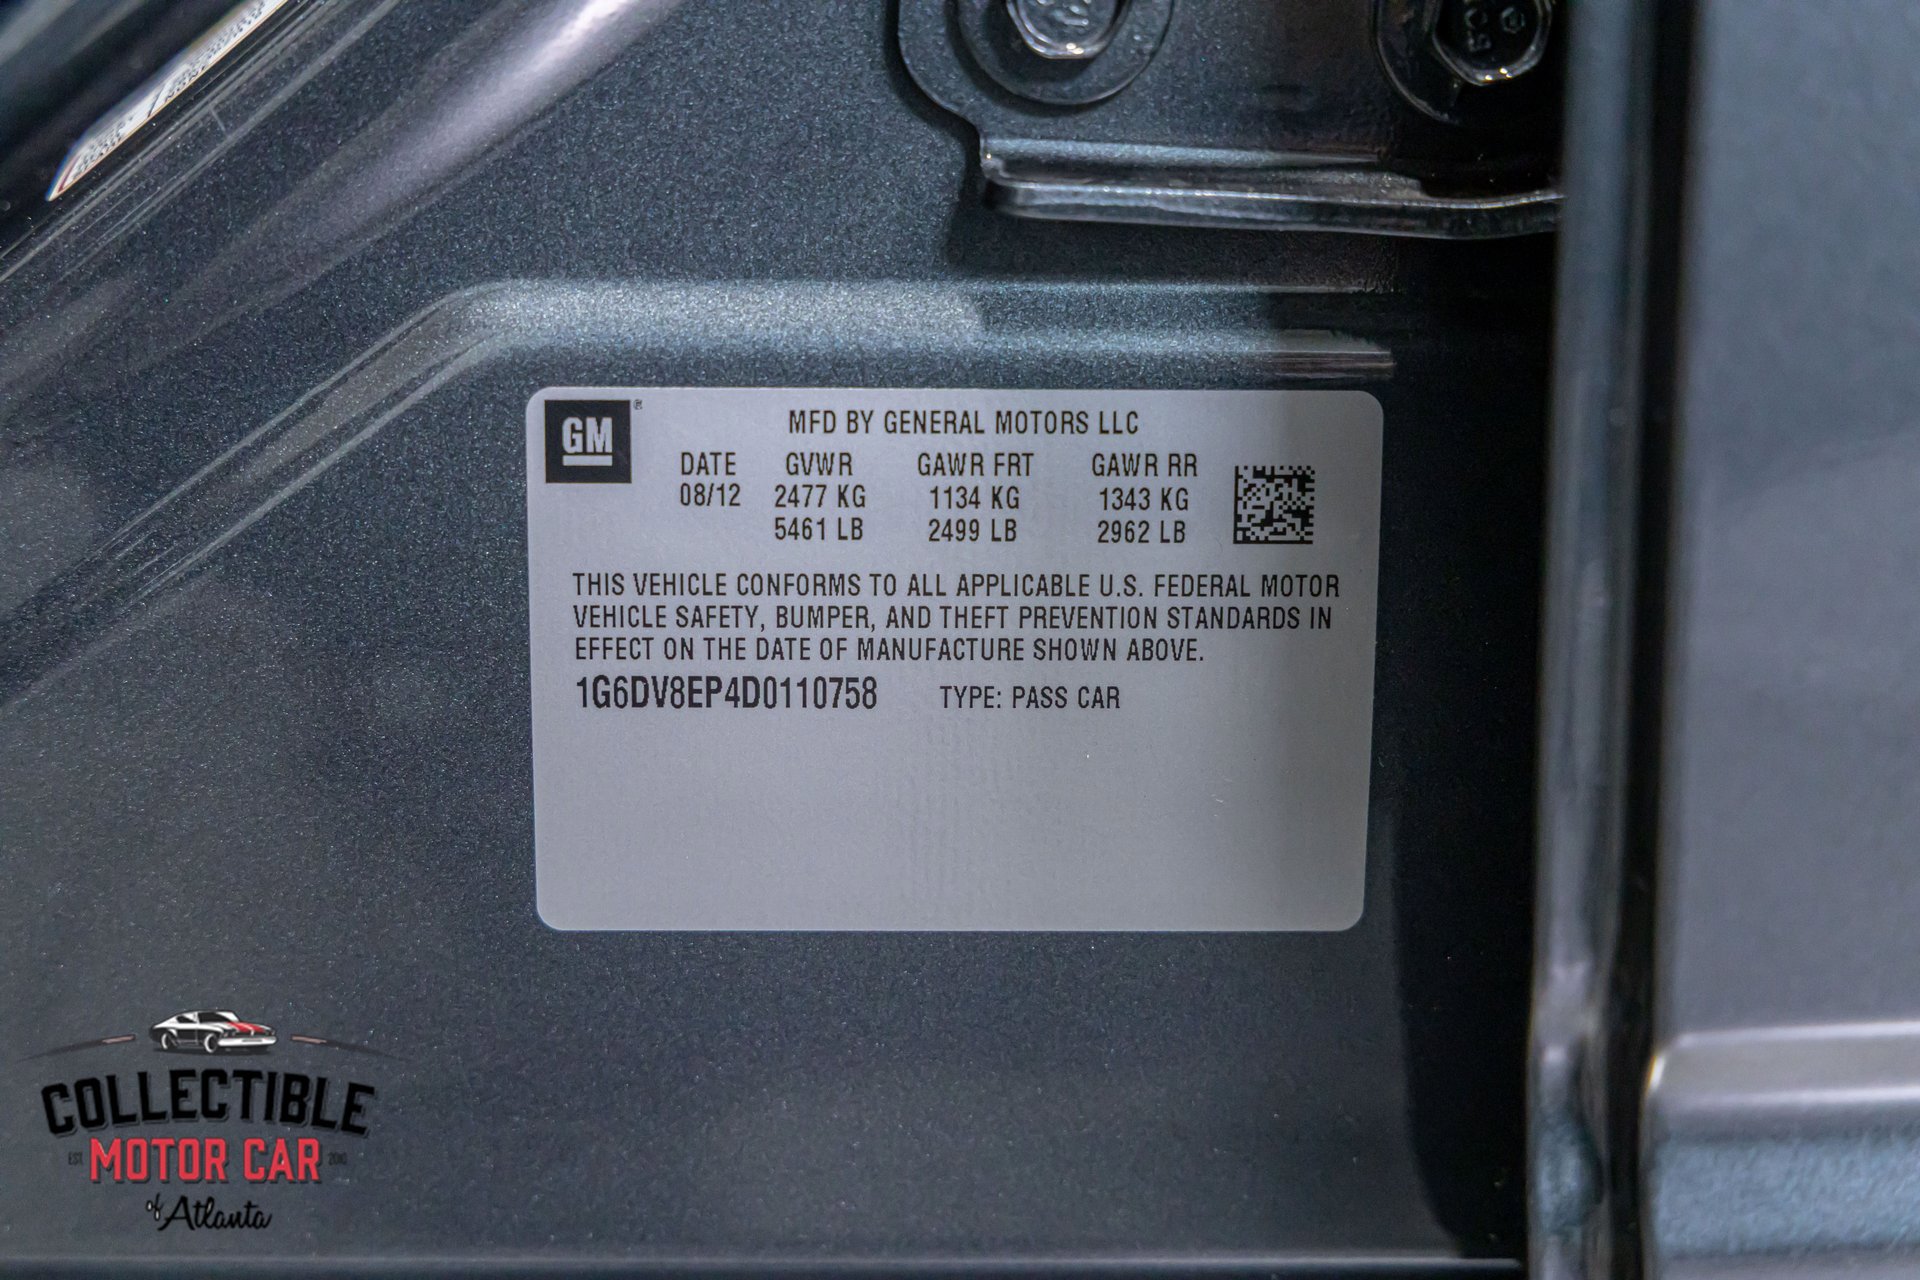 GM
MFD BY GENERAL MOTORS LLC
DATE GVWR GAWR FRT GAWR RR
08/12 2477 KG 1134 KG 1343 KG
5461 LB 2499 LB 2962 LB
THIS VEHICLE CONFORMS TO ALL APPLICABLE U.S. FEDERAL MOTOR
VEHICLE SAFETY, BUMPER, AND THEFT PREVENTION STANDARDS IN
EFFECT ON THE DATE OF MANUFACTURE SHOWN ABOVE.
1G6DV8EP4D0110758 TYPE: PASS CAR
COLLECTIBLE
EST. MOTOR CAR 2010
of Atlanta